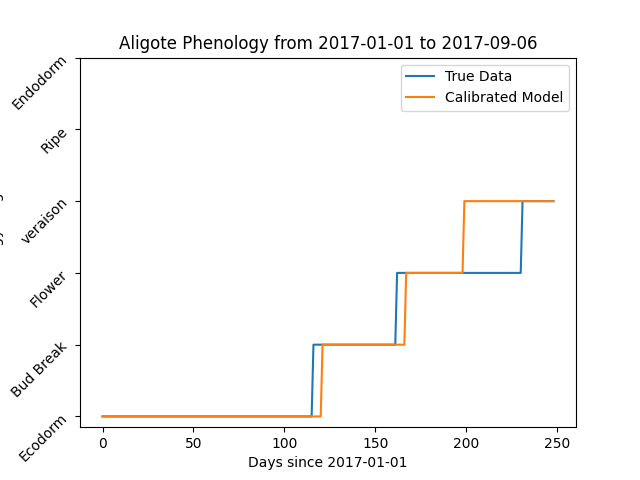 Aligote Phenology from 2017-01-01 to 2017-09-06
True Data
Calibrated Model
Endodorm
Ripe
veraison
Flower
Bud Break
Ecodorm
0 50 100 150 200 250
Days since 2017-01-01